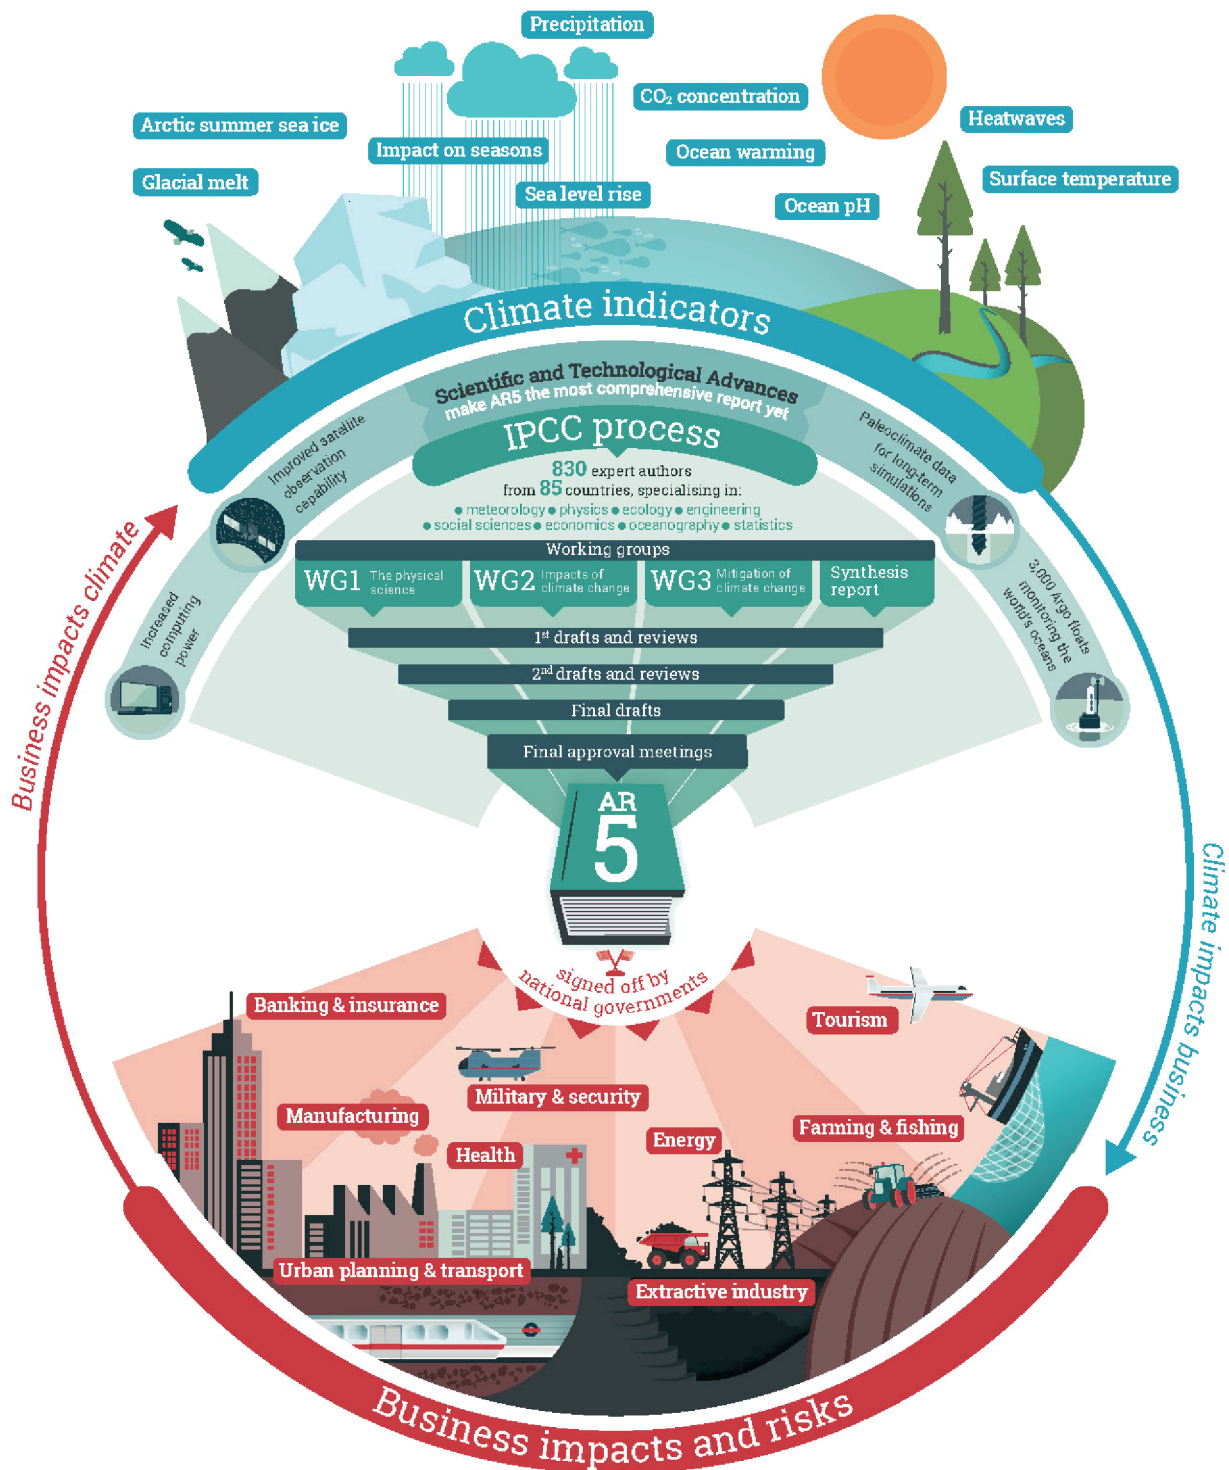 Precipitation
CO₂ concentration
Heatwaves
Arctic summer sea ice
Impact on seasons
Ocean warming
Glacial melt
Surface temperature
Sea level rise
Ocean pH
Climate indicators
Scientific and Technological Advances
make AR5 the most comprehensive report yet
IPCC process
830 expert authors
from 85 countries, specialising in:
• meteorology • physics • ecology • engineering
• social sciences • economics • oceanography • statistics
Improved satellite
observation
capability
Increased
computing
power
Paleoclimate data
for long-term
simulations
3,000 Argo floats
monitoring the
world's oceans
Working groups
WG1 The physical
science
WG2 Impacts of
climate change
WG3 Mitigation of
climate change
Synthesis
report
1st drafts and reviews
2nd drafts and reviews
Final drafts
Final approval meetings
AR
5
signed off by
national governments
Business impacts climate
Climate impacts business
Banking & insurance
Tourism
Military & security
Manufacturing
Farming & fishing
Energy
Health
Urban planning & transport
Extractive industry
Business impacts and risks